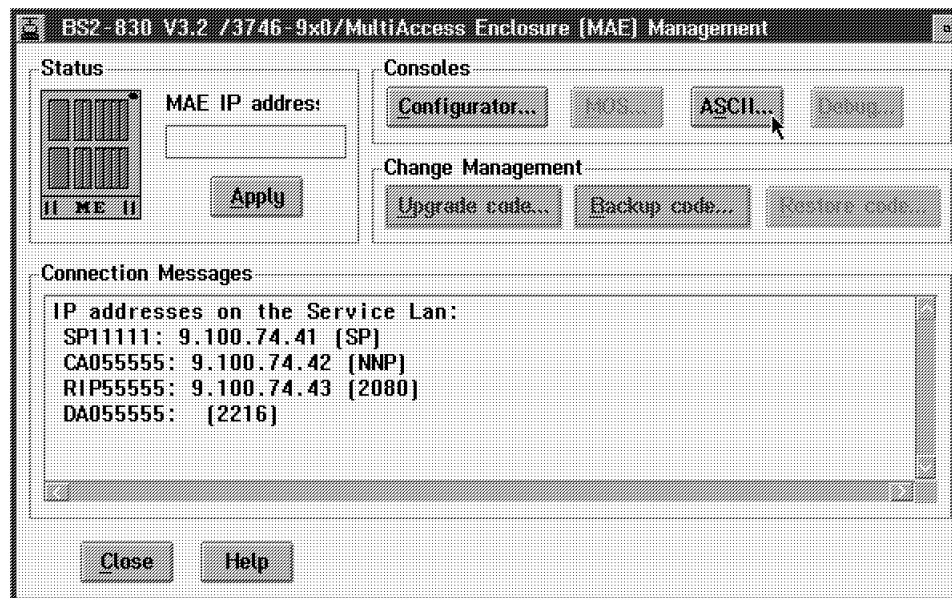 BS2-830 V3.2 /3746-9x0/MultiAccess Enclosure (MAE) Management
Status
MAE IP address
Apply
ME
Consoles
Configurator...
MOS...
ASCII...
Debug...
Change Management
Upgrade code...
Backup code...
Restore code...
Connection Messages
IP addresses on the Service Lan:
SP11111: 9.100.74.41 (SP)
CA055555: 9.100.74.42 (NNP)
RIP55555: 9.100.74.43 (2080)
DA055555: (2216)
Close
Help